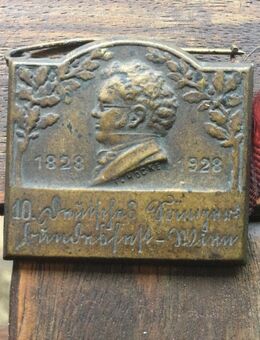 1828 1928
10. Deutsches Sänger-
bundesfest-Wien